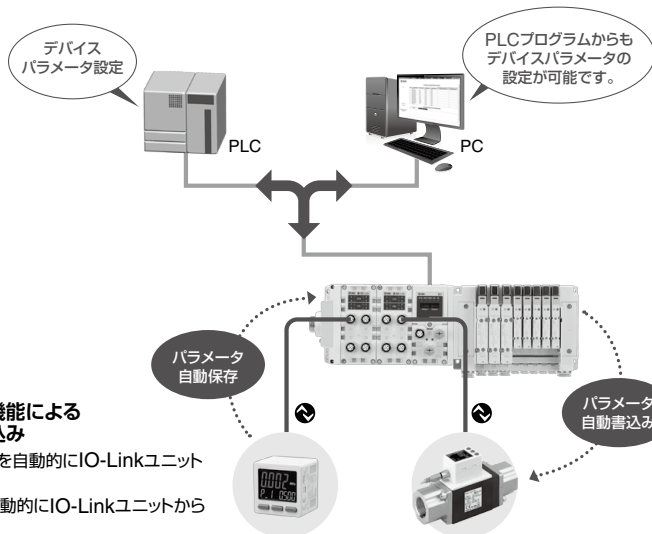 デバイス
パラメータ設定
PLCプログラムからも
デバイスパラメータの
設定が可能です。
PLC
PC
パラメータ
自動保存
パラメータ
自動書込み
機能による
込み
を自動的にIO-Linkユニット
動的にIO-Linkユニットから
0.002
P. 1 0500